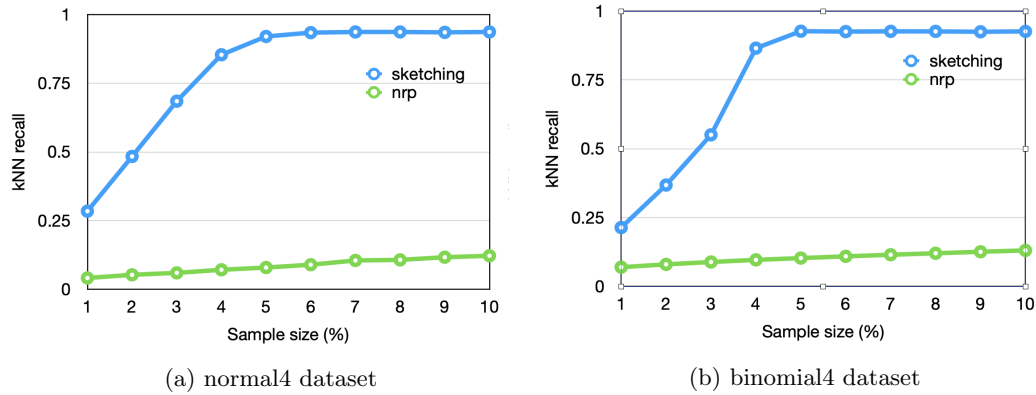 1
0.75
0.5
0.25
0
kNN recall
sketching
nrp
1 2 3 4 5 6 7 8 9 10
Sample size (%)
(a) normal4 dataset
1
0.75
0.5
0.25
0
kNN recall
sketching
nrp
1 2 3 4 5 6 7 8 9 10
Sample size (%)
(b) binomial4 dataset